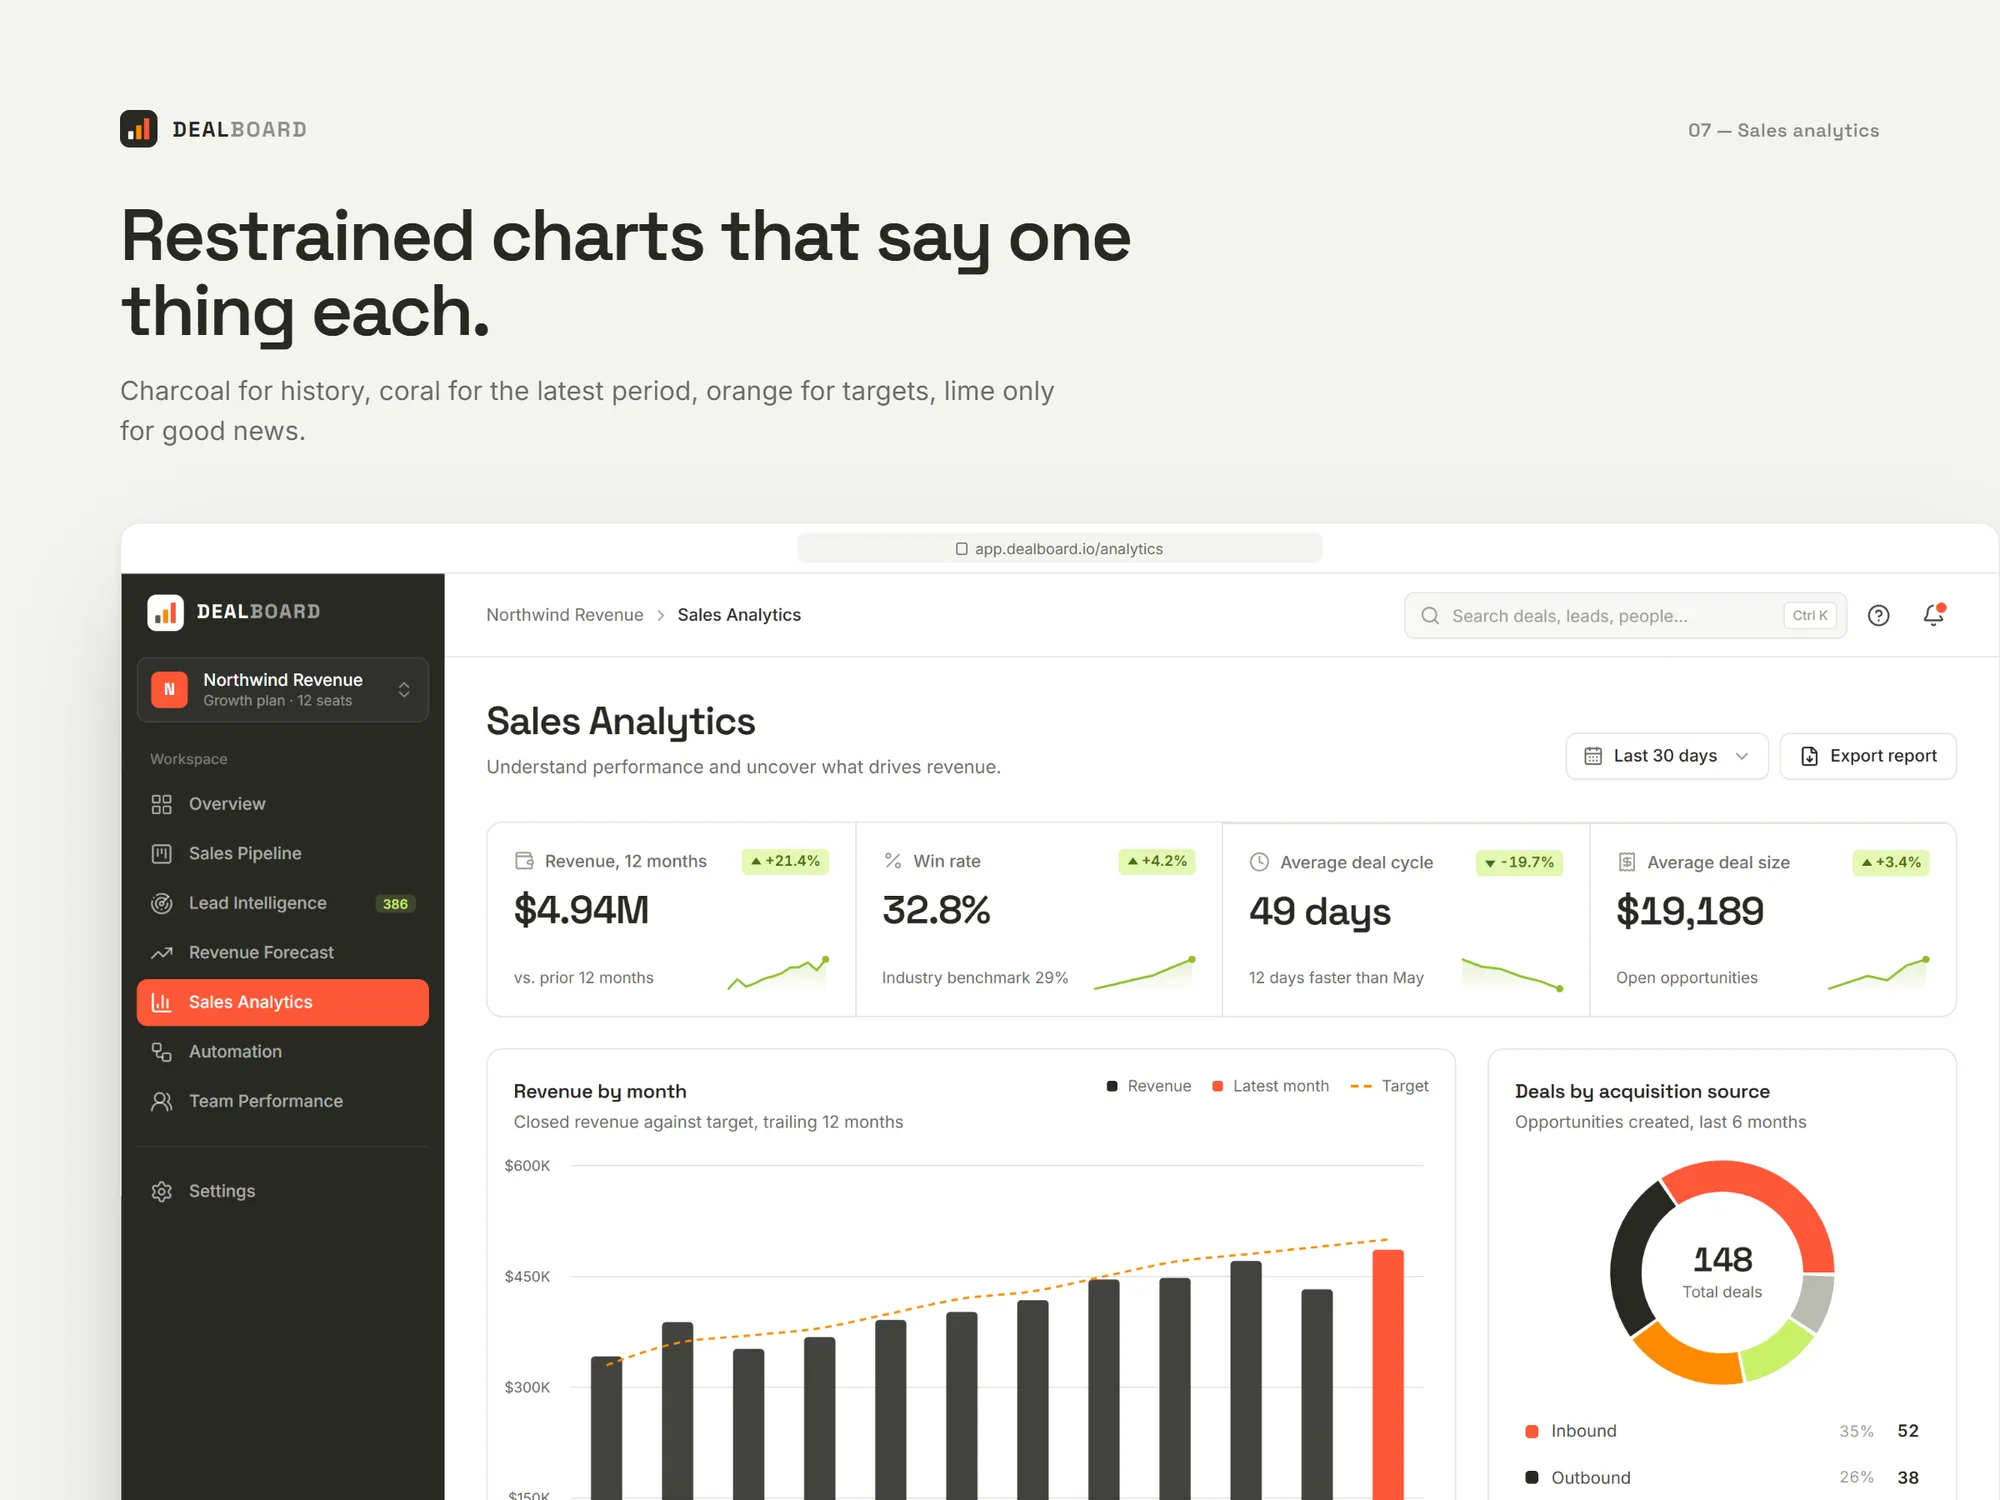 DEALBOARD
07 — Sales analytics
Restrained charts that say one
thing each.
Charcoal for history, coral for the latest period, orange for targets, lime only
for good news.
app.dealboard.io/analytics
DEALBOARD
N
Northwind Revenue
Growth plan · 12 seats
Workspace
Overview
Sales Pipeline
Lead Intelligence 386
Revenue Forecast
Sales Analytics
Automation
Team Performance
Settings
Northwind Revenue > Sales Analytics
Search deals, leads, people... Ctrl K
Sales Analytics
Understand performance and uncover what drives revenue.
Last 30 days
Export report
Revenue, 12 months +21.4%
$4.94M
vs. prior 12 months
Win rate +4.2%
32.8%
Industry benchmark 29%
Average deal cycle -19.7%
49 days
12 days faster than May
Average deal size +3.4%
$19,189
Open opportunities
Revenue by month
Closed revenue against target, trailing 12 months
Revenue Latest month Target
$600K
$450K
$300K
$150K
Deals by acquisition source
Opportunities created, last 6 months
148
Total deals
Inbound 35% 52
Outbound 26% 38